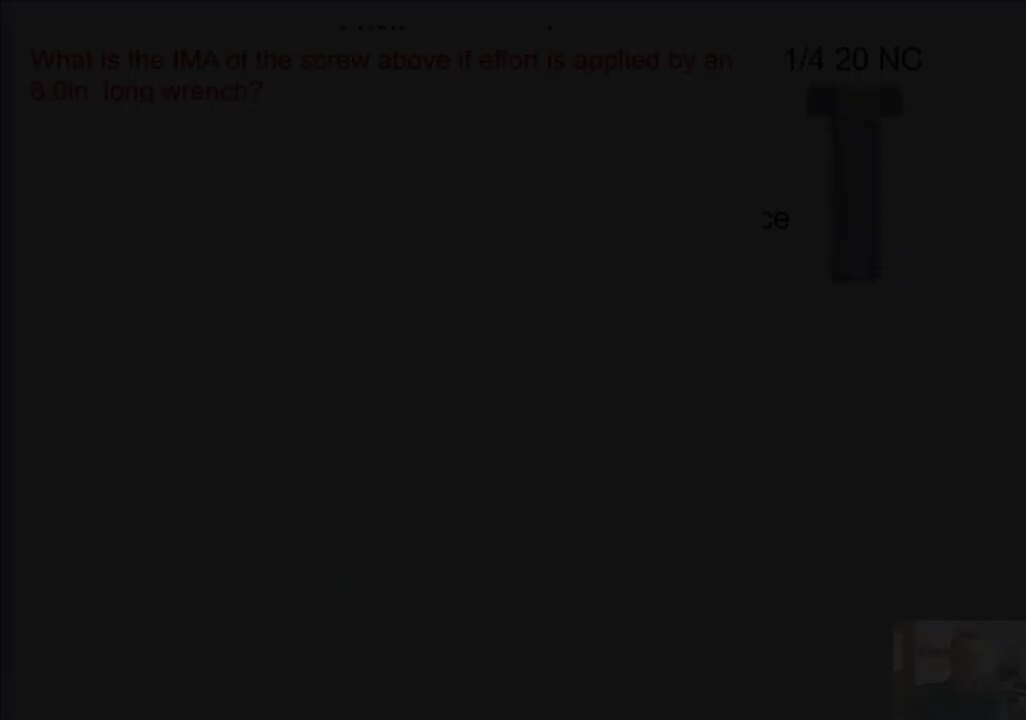 What is the IMA of the screw above if effort is applied by an
6.0in long wrench?
1/4 20 NC
ce